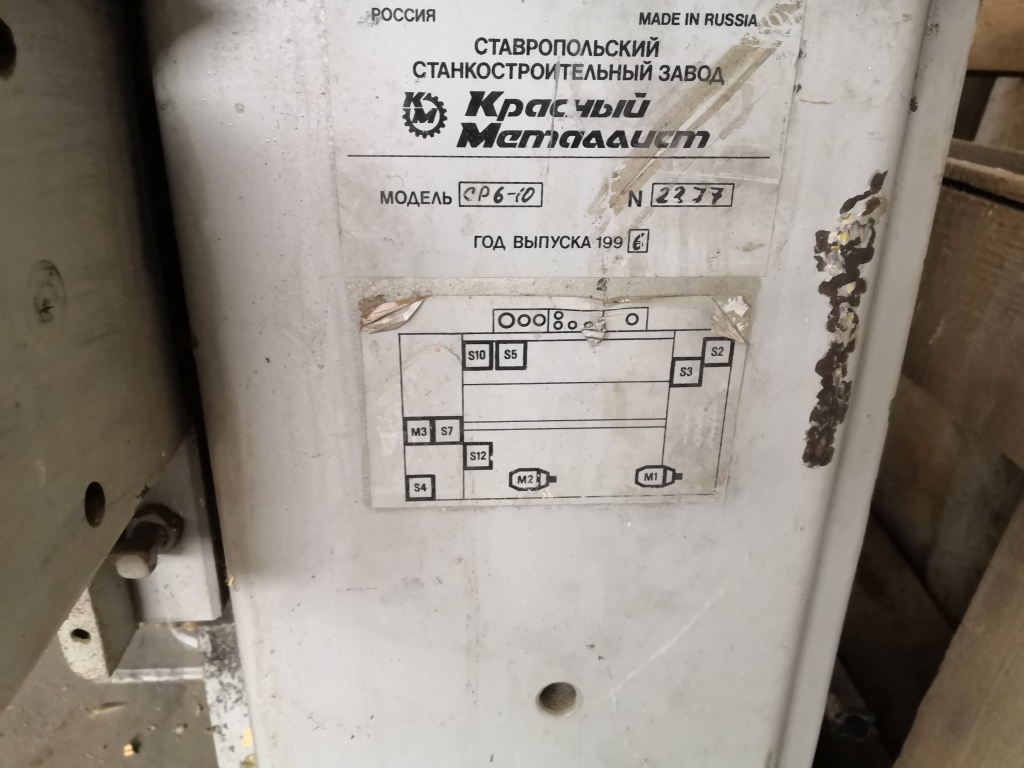 РОССИЯ MADE IN RUSSIA
СТАВРОПОЛЬСКИЙ
СТАНКОСТРОИТЕЛЬНЫЙ ЗАВОД
КМ Красный
Металлист
МОДЕЛЬ СР6-10 N 2377
ГОД ВЫПУСКА 1996
S10 S5 S2
S3
M3 S7
S12
S4 M2 M1